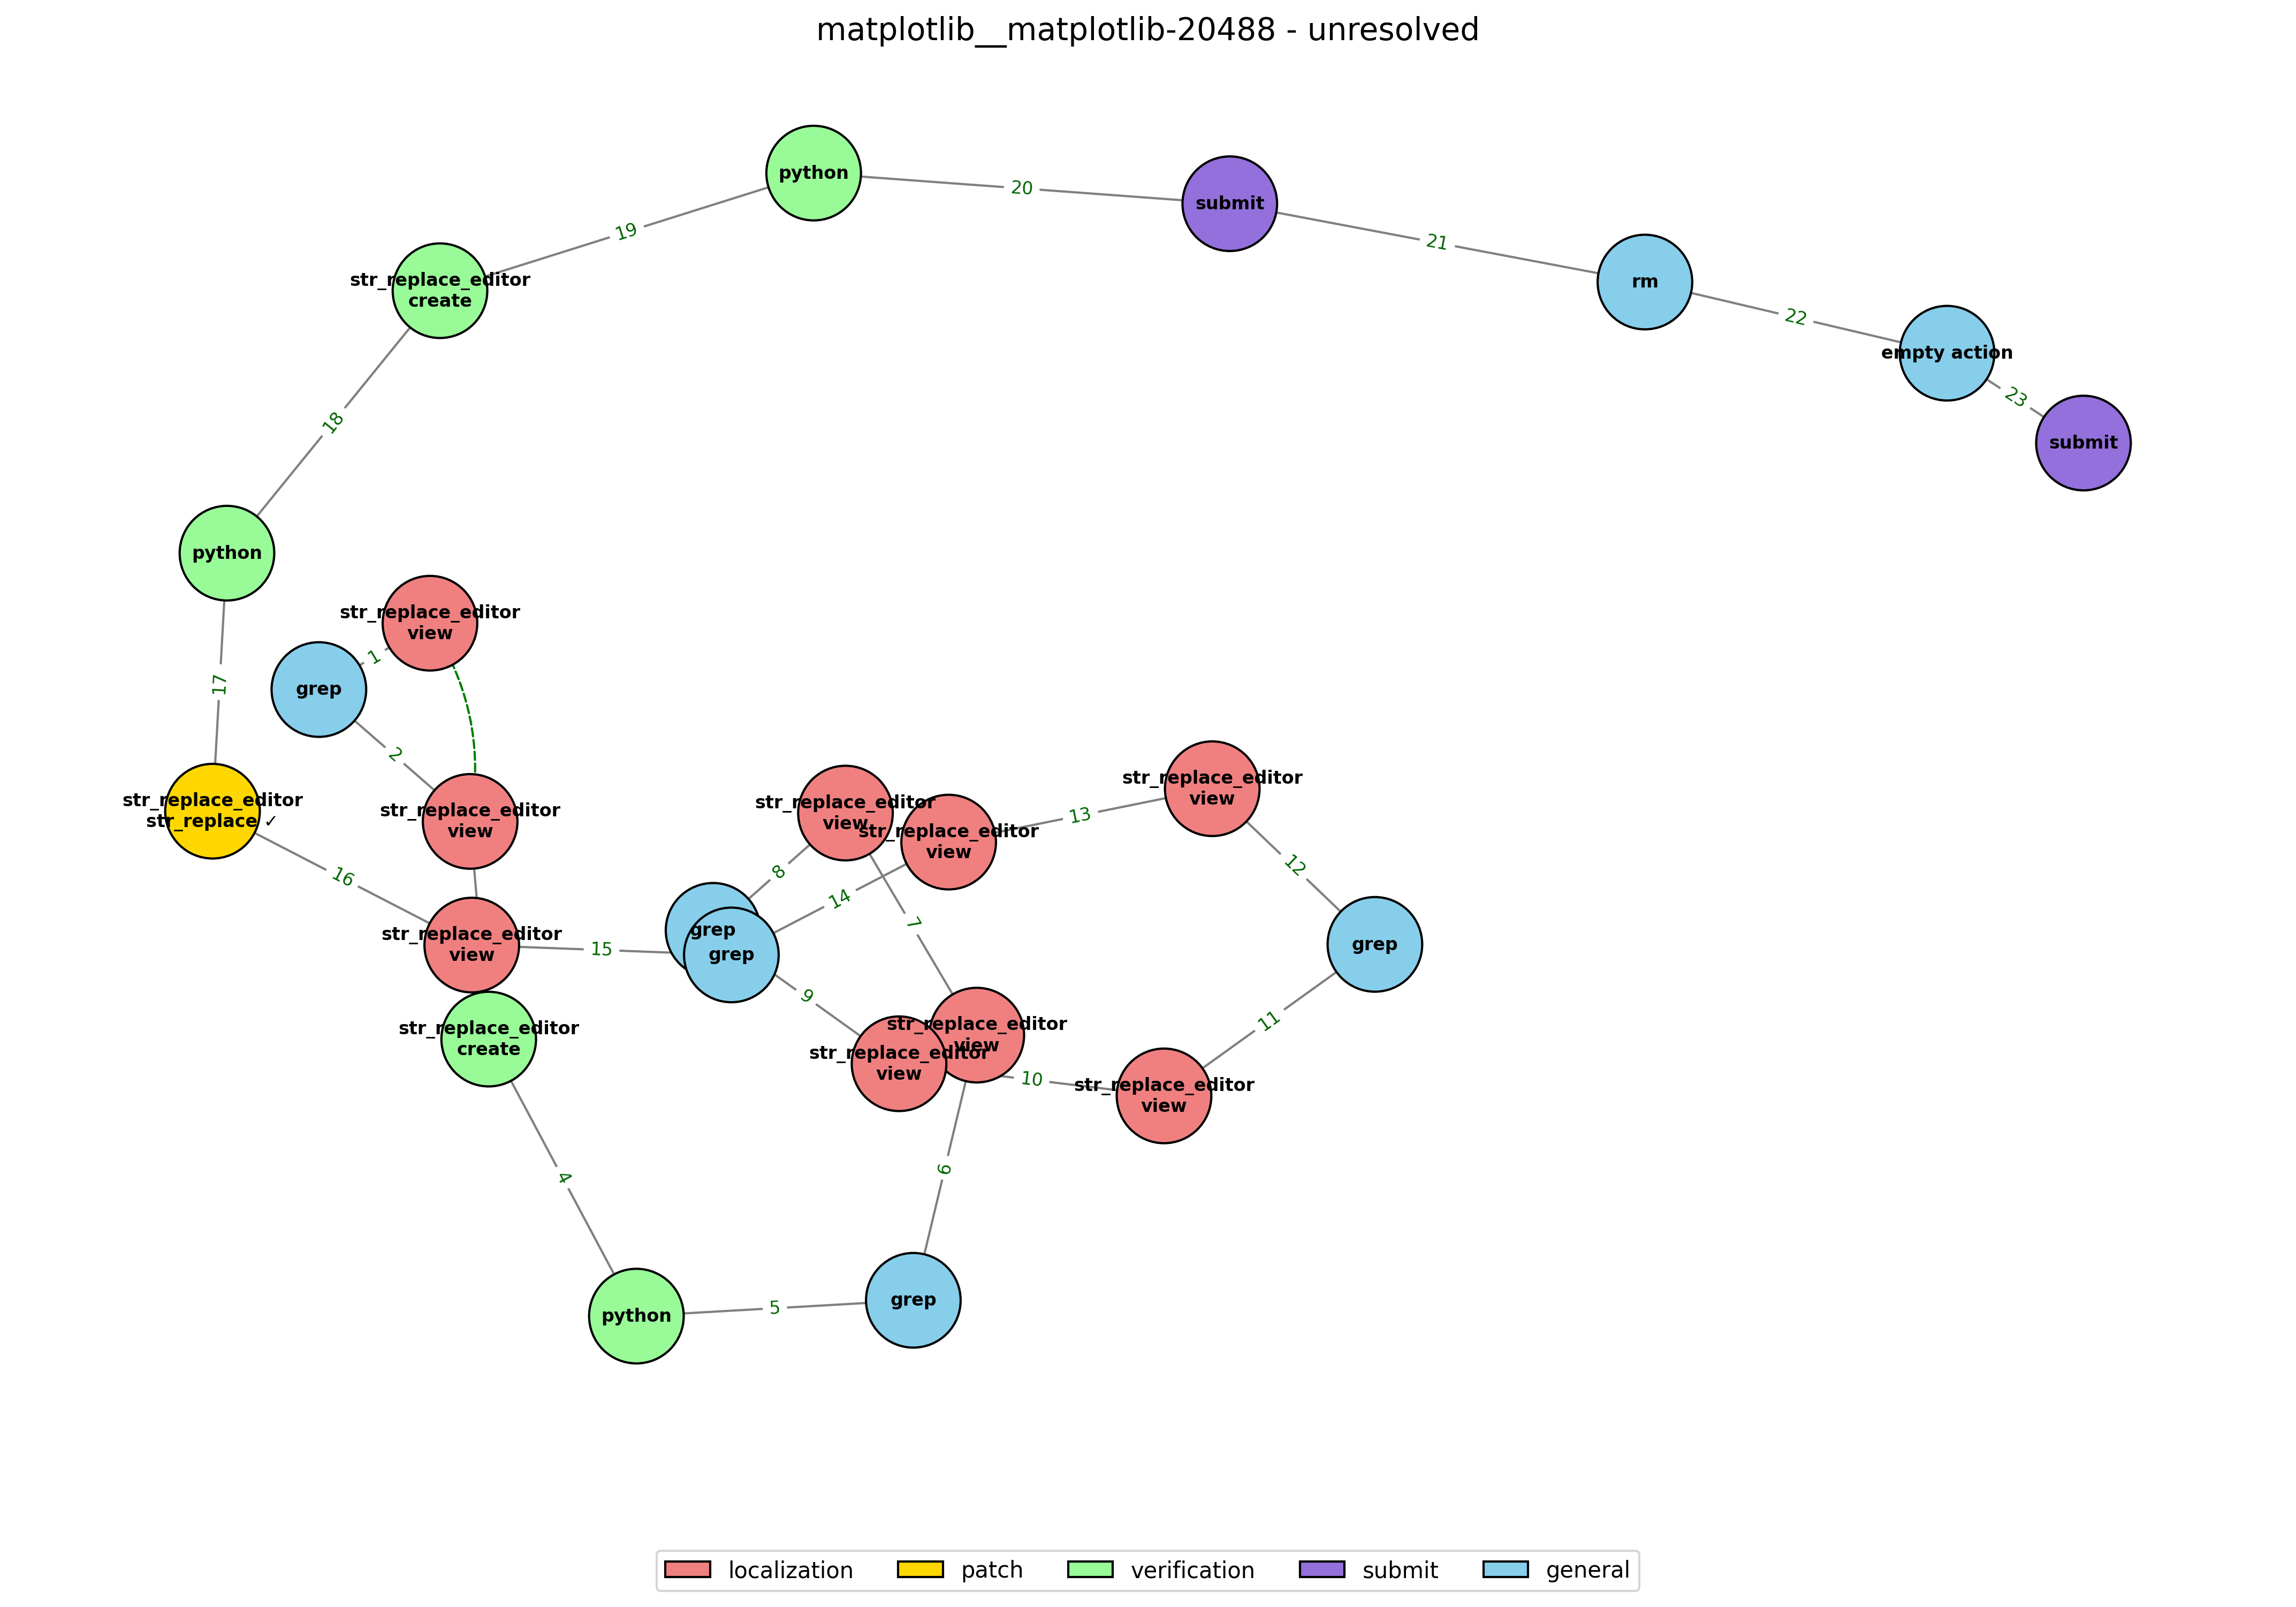 matplotlib__matplotlib-20488 - unresolved
python
20
submit
19
21
str_replace_editor
create
rm
22
empty action
23
submit
18
python
str_replace_editor
view
1
grep
17
2
str_replace_editor
str_replace ✓
str_replace_editor
view
str_replace_editor
view
str_replace_editor
view
13
str_replace_editor
view
16
8
14
12
7
grep
grep
str_replace_editor
view
15
grep
9
11
str_replace_editor
create
str_replace_editor
view
str_replace_editor
view
10
str_replace_editor
view
4
6
python
5
grep
localization
patch
verification
submit
general